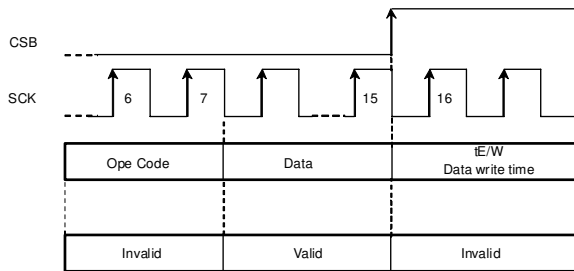 CSB
SCK
6
7
15
16
Ope Code
Data
tE/W
Data write time
Invalid
Valid
Invalid